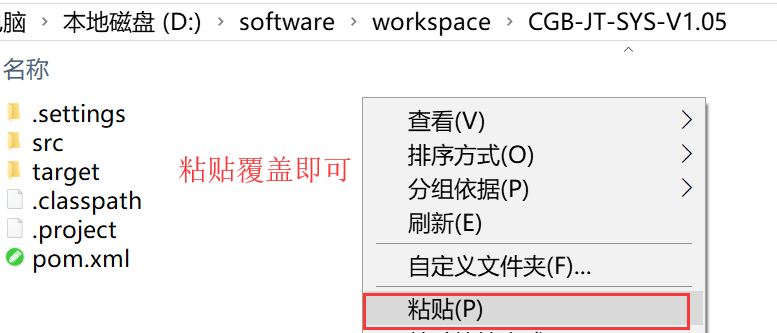 脑 › 本地磁盘 (D:) › software › workspace › CGB-JT-SYS-V1.05
名称
.settings
src
target
.classpath
.project
pom.xml
粘贴覆盖即可
查看(V)
排序方式(O)
分组依据(P)
刷新(E)
自定义文件夹(F)...
粘贴(P)